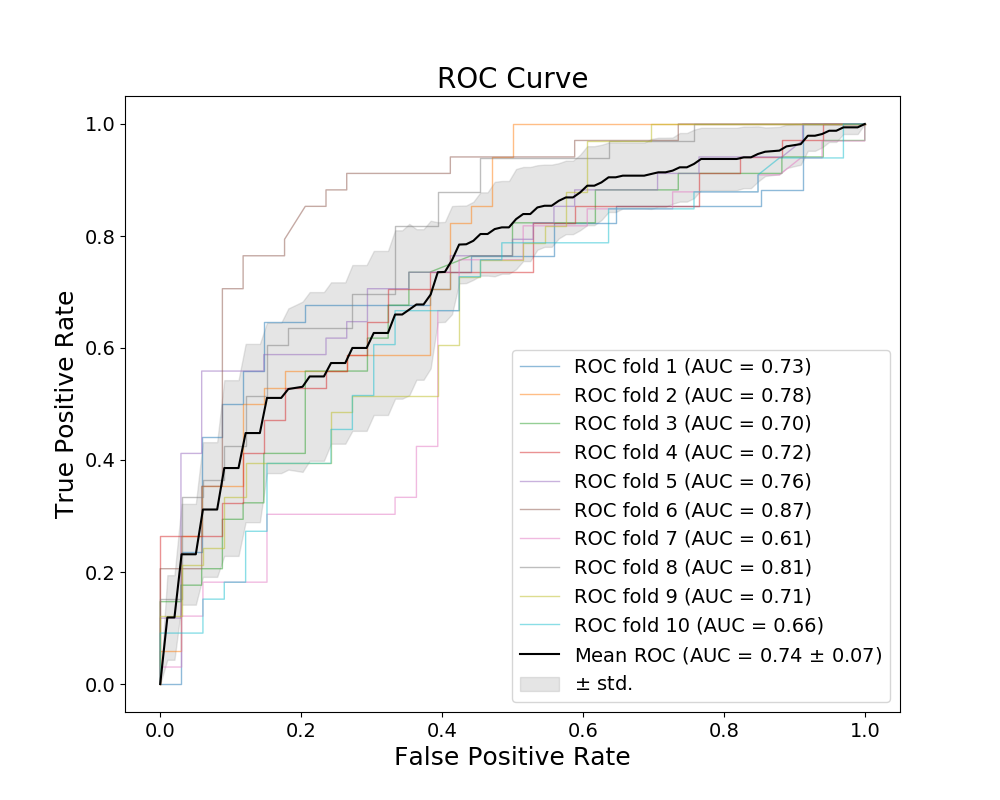 ROC Curve
1.0
0.8
0.6
0.4
0.2
0.0
True Positive Rate
ROC fold 1 (AUC = 0.73)
ROC fold 2 (AUC = 0.78)
ROC fold 3 (AUC = 0.70)
ROC fold 4 (AUC = 0.72)
ROC fold 5 (AUC = 0.76)
ROC fold 6 (AUC = 0.87)
ROC fold 7 (AUC = 0.61)
ROC fold 8 (AUC = 0.81)
ROC fold 9 (AUC = 0.71)
ROC fold 10 (AUC = 0.66)
Mean ROC (AUC = 0.74 ± 0.07)
± std.
0.0 0.2 0.4 0.6 0.8 1.0
False Positive Rate